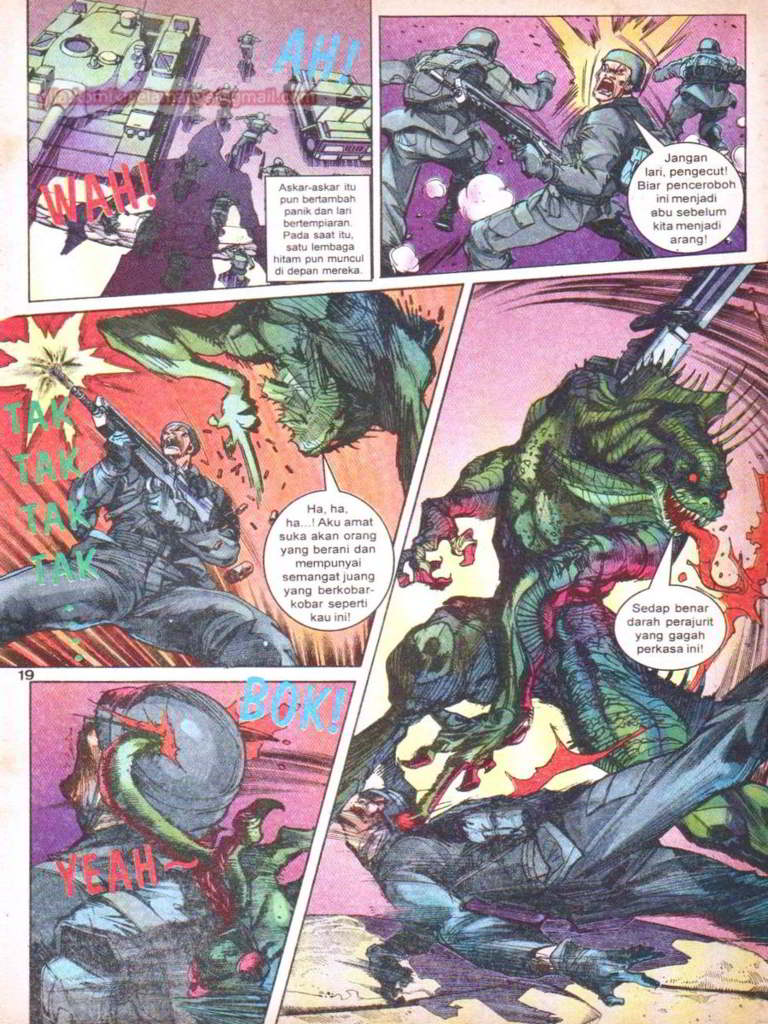 AH!
WAH!
Askar-askar itu
pun bertambah
panik dan lari
bertempiaran.
Pada saat itu,
satu lembaga
hitam pun muncul
di depan mereka.
Jangan
lari, pengecut!
Biar penceroboh
ini menjadi
abu sebelum
kita menjadi
arang!
TAK
TAK
TAK
TAK
Ha, ha,
ha...! Aku amat
suka akan orang
yang berani dan
mempunyai
semangat juang
yang berkobar-
kobar seperti
kau ini!
Sedap benar
darah perajurit
yang gagah
perkasa ini!
19
BOK!
YEAH~